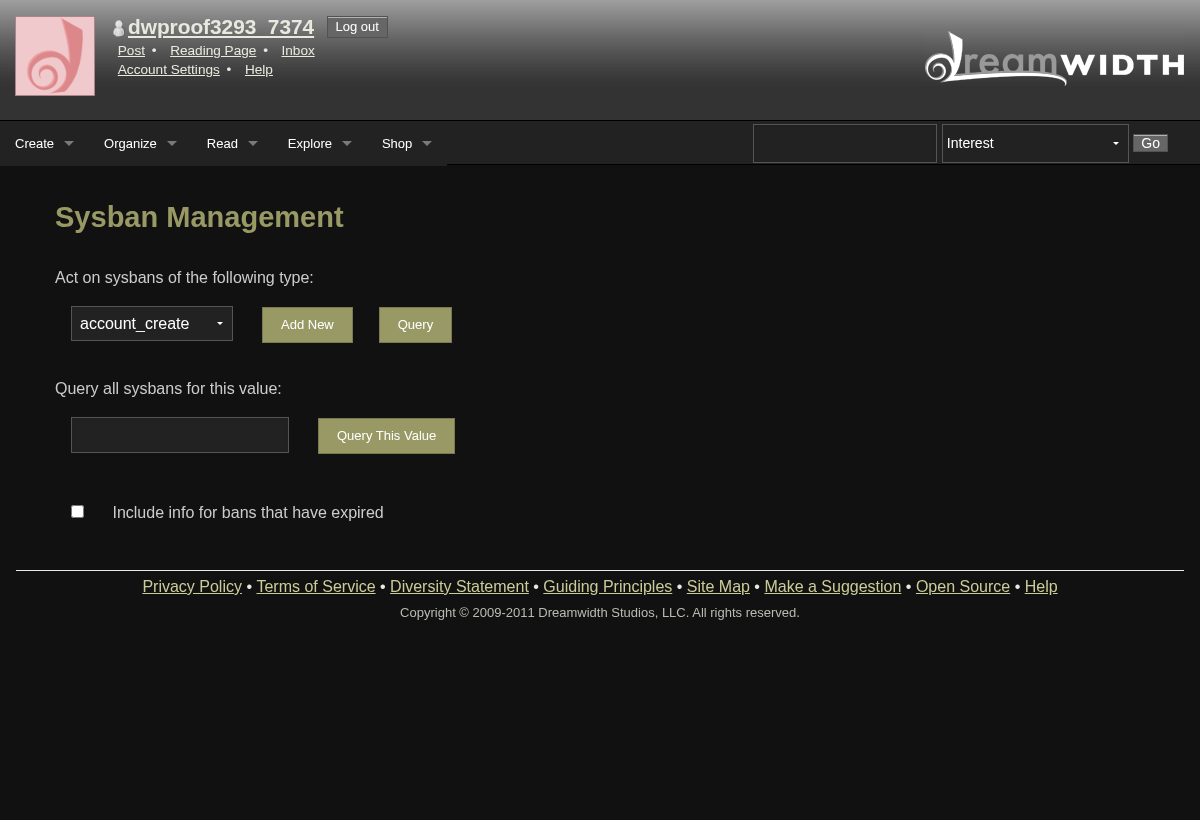 dwproof3293_7374 Log out
Post • Reading Page • Inbox
Account Settings • Help
dreamwidth
Create Organize Read Explore Shop Interest Go
Sysban Management
Act on sysbans of the following type:
account_create Add New Query
Query all sysbans for this value:
Query This Value
Include info for bans that have expired
Privacy Policy • Terms of Service • Diversity Statement • Guiding Principles • Site Map • Make a Suggestion • Open Source • Help
Copyright © 2009-2011 Dreamwidth Studios, LLC. All rights reserved.